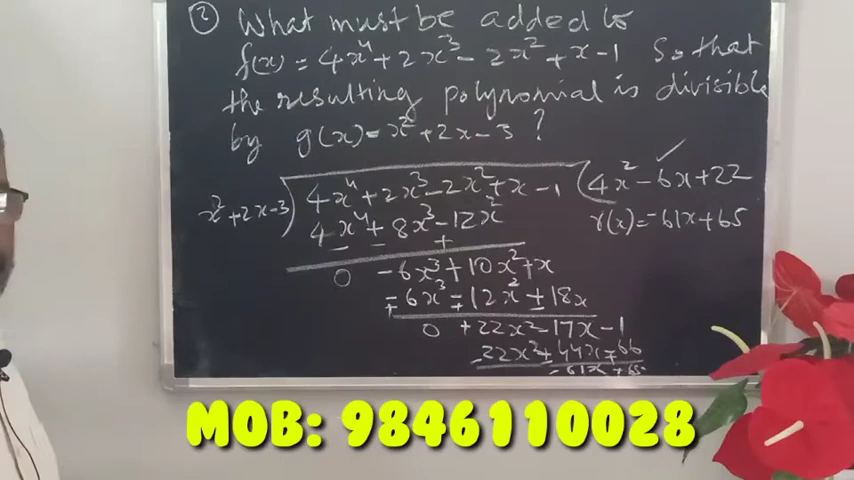 ② What must be added to
f(x) = 4x⁴ + 2x³ - 2x² + x - 1 So that
the resulting polynomial is divisible
by g(x) = x² + 2x - 3 ?
x² + 2x - 3 ) 4x⁴ + 2x³ - 2x² + x - 1 ( 4x² - 6x + 22
4x⁴ + 8x³ - 12x² r(x) = -61x + 65
- - +
0 - 6x³ + 10x² + x
- 6x³ - 12x² + 18x
+ + -
0 + 22x² - 17x - 1
22x² + 44x - 66
- - +
- 61x + 65
MOB: 9846110028